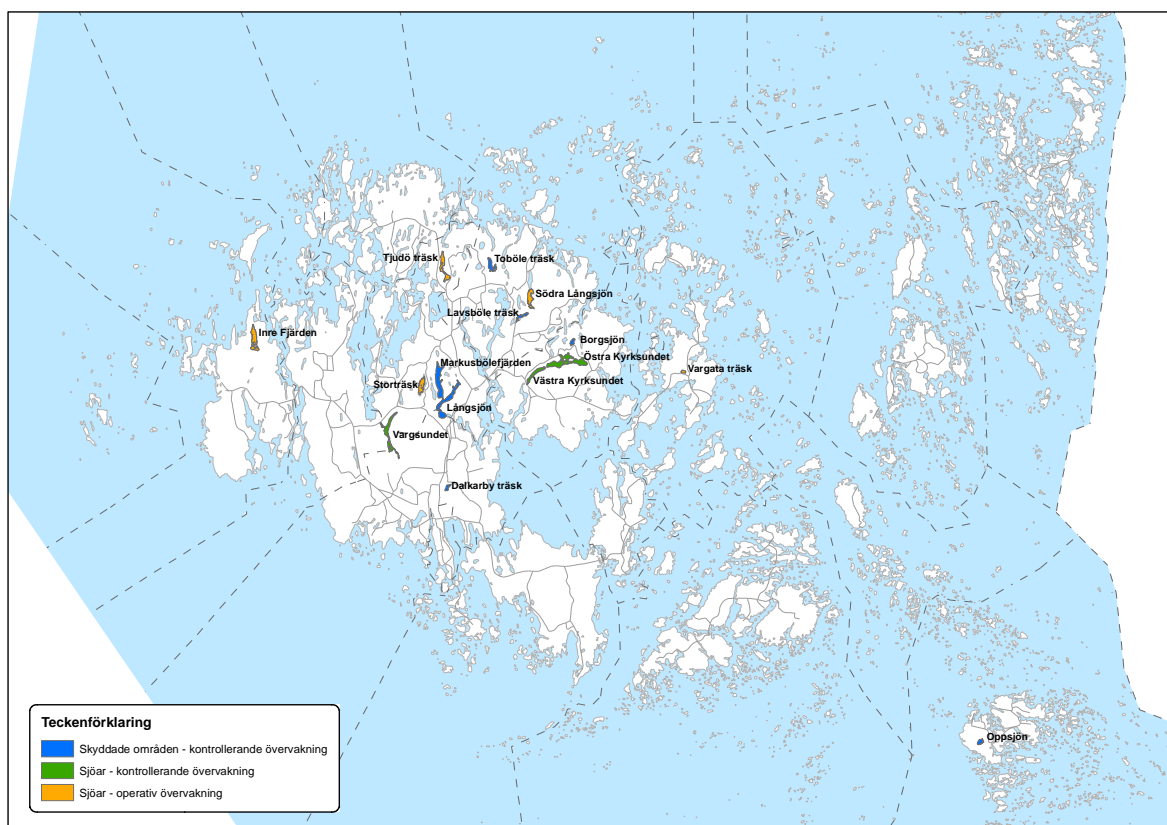 Tjudö träsk
Toböle träsk
Södra Långsjön
Lavsböle träsk
Inre Fjärden
Borgsjön
Östra Kyrksundet
Markusbölefjärden
Vargata träsk
Västra Kyrksundet
Storträsk
Långsjön
Vargsundet
Dalkarby träsk
Oppsjön
Teckenförklaring
Skyddade områden - kontrollerande övervakning
Sjöar - kontrollerande övervakning
Sjöar - operativ övervakning